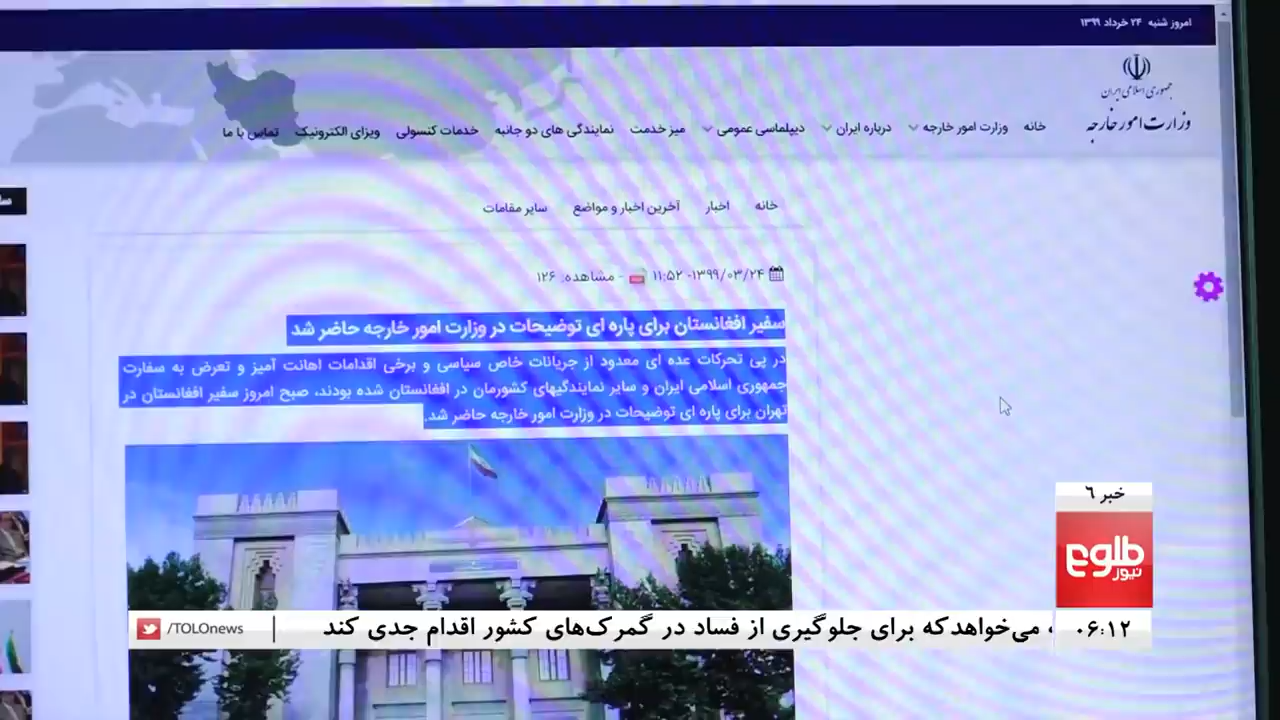 امروز شنبه ۲۴ خرداد ۱۳۹۹
جمهوری اسلامی ایران
وزارت امور خارجه
خانه وزارت امور خارجه درباره ایران دیپلماسی عمومی میز خدمت نمایندگی های دو جانبه خدمات کنسولی ویزای الکترونیک تماس با ما
خانه اخبار آخرین اخبار و مواضع سایر مقامات
۱۳۹۹/۰۳/۲۴- ۱۱:۵۲ - مشاهده. ۱۲۶
سفیر افغانستان برای پاره ای توضیحات در وزارت امور خارجه حاضر شد
در پی تحرکات عده ای معدود از جریانات خاص سیاسی و برخی اقدامات اهانت آمیز و تعرض به سفارت
جمهوری اسلامی ایران و سایر نمایندگیهای کشورمان در افغانستان شده بودند، صبح امروز سفیر افغانستان در
تهران برای پاره ای توضیحات در وزارت امور خارجه حاضر شد.
خبر ٦
طلوع
نیوز
۰۶:۱۲
می‌خواهدکه برای جلوگیری از فساد در گمرک‌های کشور اقدام جدی کند
/TOLOnews